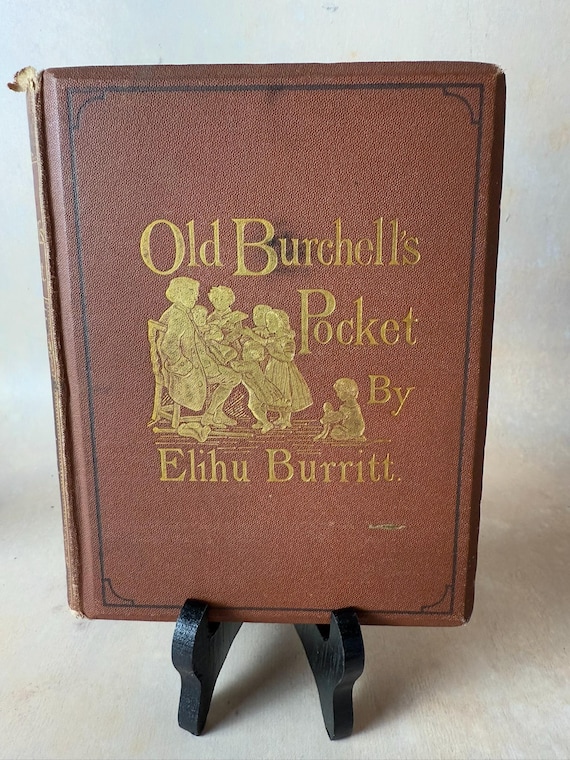 Old Burchell's
Pocket
By
Elihu Burritt.